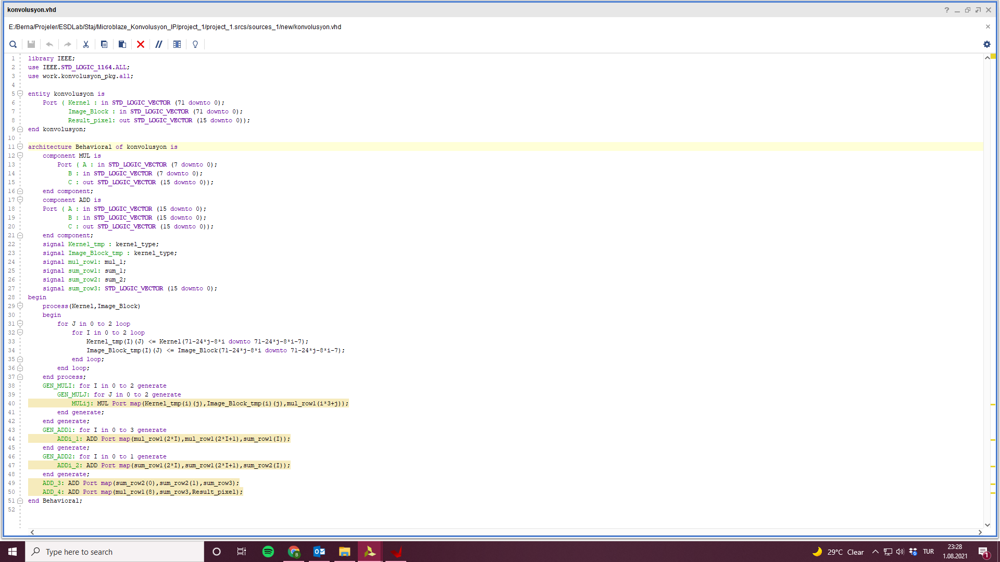 konvolusyon.vhd
E:/Berna/Projeler/ESDLab/Staj/Microblaze_Konvolusyon_IP/project_1/project_1.srcs/sources_1/new/konvolusyon.vhd
1 library IEEE;
2 use IEEE.STD_LOGIC_1164.ALL;
3 use work.konvolusyon_pkg.all;
4
5 entity konvolusyon is
6     Port ( Kernel : in STD_LOGIC_VECTOR (71 downto 0);
7            Image_Block : in STD_LOGIC_VECTOR (71 downto 0);
8            Result_pixel: out STD_LOGIC_VECTOR (15 downto 0));
9 end konvolusyon;
10
11 architecture Behavioral of konvolusyon is
12     component MUL is
13         Port ( A : in STD_LOGIC_VECTOR (7 downto 0);
14            B : in STD_LOGIC_VECTOR (7 downto 0);
15            C : out STD_LOGIC_VECTOR (15 downto 0));
16     end component;
17     component ADD is
18     Port ( A : in STD_LOGIC_VECTOR (15 downto 0);
19            B : in STD_LOGIC_VECTOR (15 downto 0);
20            C : out STD_LOGIC_VECTOR (15 downto 0));
21     end component;
22     signal Kernel_tmp : kernel_type;
23     signal Image_Block_tmp : kernel_type;
24     signal mul_row1: mul_1;
25     signal sum_row1: sum_1;
26     signal sum_row2: sum_2;
27     signal sum_row3: STD_LOGIC_VECTOR (15 downto 0);
28 begin
29     process(Kernel,Image_Block)
30     begin
31         for J in 0 to 2 loop
32             for I in 0 to 2 loop
33                 Kernel_tmp(I)(J) <= Kernel(71-24*j-8*i downto 71-24*j-8*i-7);
34                 Image_Block_tmp(I)(J) <= Image_Block(71-24*j-8*i downto 71-24*j-8*i-7);
35             end loop;
36         end loop;
37     end process;
38     GEN_MULI: for I in 0 to 2 generate
39         GEN_MULJ: for J in 0 to 2 generate
40             MULij: MUL Port map(Kernel_tmp(i)(j),Image_Block_tmp(i)(j),mul_row1(i*3+j));
41         end generate;
42     end generate;
43     GEN_ADD1: for I in 0 to 3 generate
44         ADDi_1: ADD Port map(mul_row1(2*I),mul_row1(2*I+1),sum_row1(I));
45     end generate;
46     GEN_ADD2: for I in 0 to 1 generate
47         ADDi_2: ADD Port map(sum_row1(2*I),sum_row1(2*I+1),sum_row2(I));
48     end generate;
49     ADD_3: ADD Port map(sum_row2(0),sum_row2(1),sum_row3);
50     ADD_4: ADD Port map(mul_row1(8),sum_row3,Result_pixel);
51 end Behavioral;
52
Type here to search
29°C Clear
TUR
23:28
1.08.2021
1